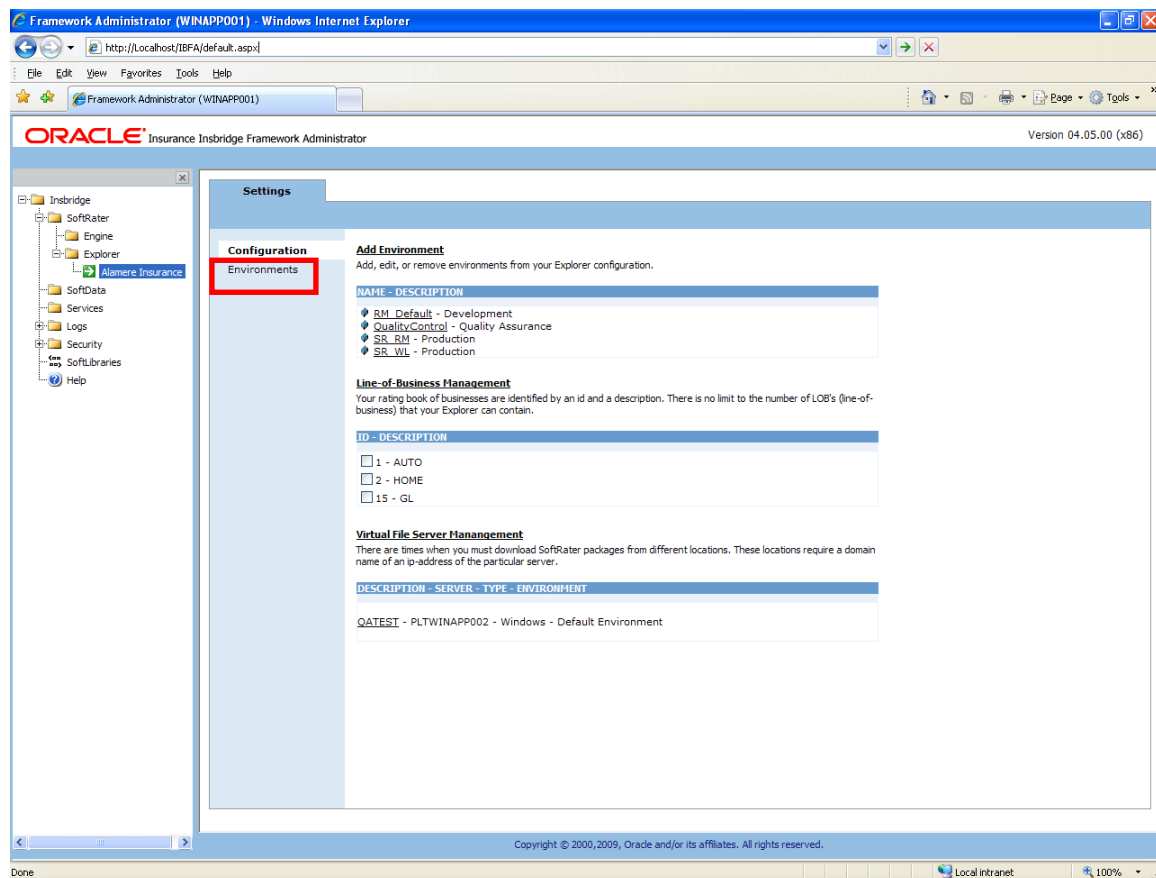 Framework Administrator (WINAPP001) - Windows Internet Explorer
http://Localhost/IBFA/default.aspx
File Edit View Favorites Tools Help
Framework Administrator (WINAPP001)
Page Tools
ORACLE Insurance Insbridge Framework Administrator
Version 04.05.00 (x86)
Insbridge
SoftRater
Engine
Explorer
Alamere Insurance
SoftData
Services
Logs
Security
SoftLibraries
Help
Settings
Configuration
Environments
Add Environment
Add, edit, or remove environments from your Explorer configuration.
NAME - DESCRIPTION
RM_Default - Development
QualityControl - Quality Assurance
SR_RM - Production
SR_WL - Production
Line-of-Business Management
Your rating book of businesses are identified by an id and a description. There is no limit to the number of LOB's (line-of-
business) that your Explorer can contain.
ID - DESCRIPTION
1 - AUTO
2 - HOME
15 - GL
Virtual File Server Manangement
There are times when you must download SoftRater packages from different locations. These locations require a domain
name of an ip-address of the particular server.
DESCRIPTION - SERVER - TYPE - ENVIRONMENT
QATEST - PLTWINAPP002 - Windows - Default Environment
Copyright © 2000,2009, Oracle and/or its affiliates. All rights reserved.
Done
Local intranet
100%